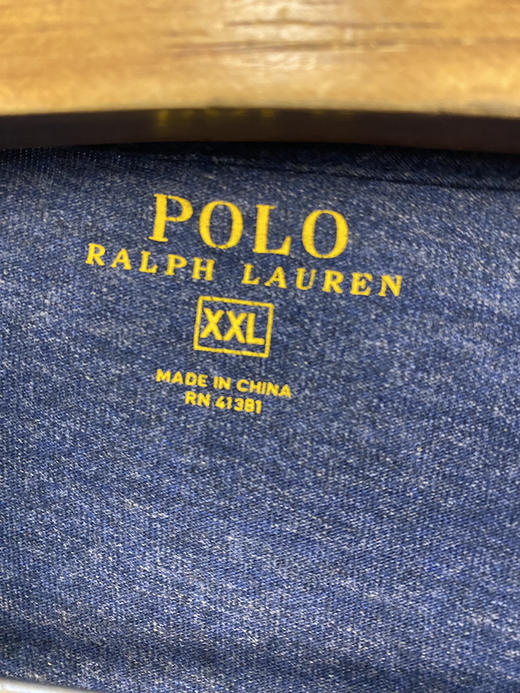 POLO
RALPH LAUREN
XXL
MADE IN CHINA
RN 41381